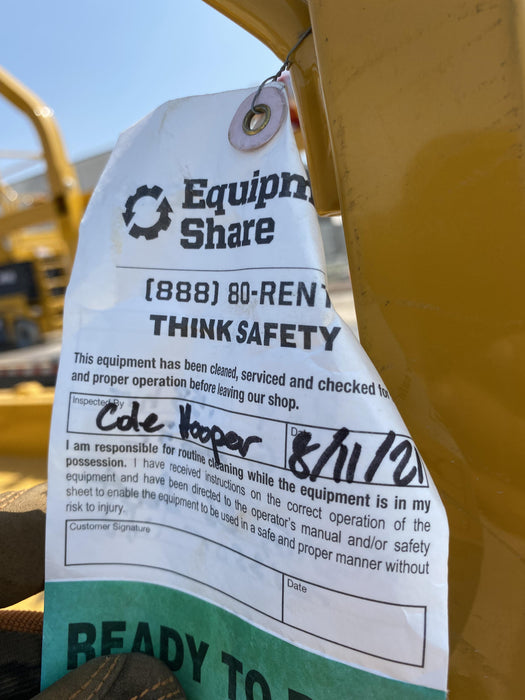 Equipm
Share
(888) 80-RENT
THINK SAFETY
This equipment has been cleaned, serviced and checked fo
and proper operation before leaving our shop.
Inspected By
Cole Hooper
Date
8/11/21
I am responsible for routine cleaning while the equipment is in my
possession. I have received instructions on the correct operation of the
equipment and have been directed to the operator's manual and/or safety
sheet to enable the equipment to be used in a safe and proper manner without
risk to injury.
Customer Signature
Date
READY TO